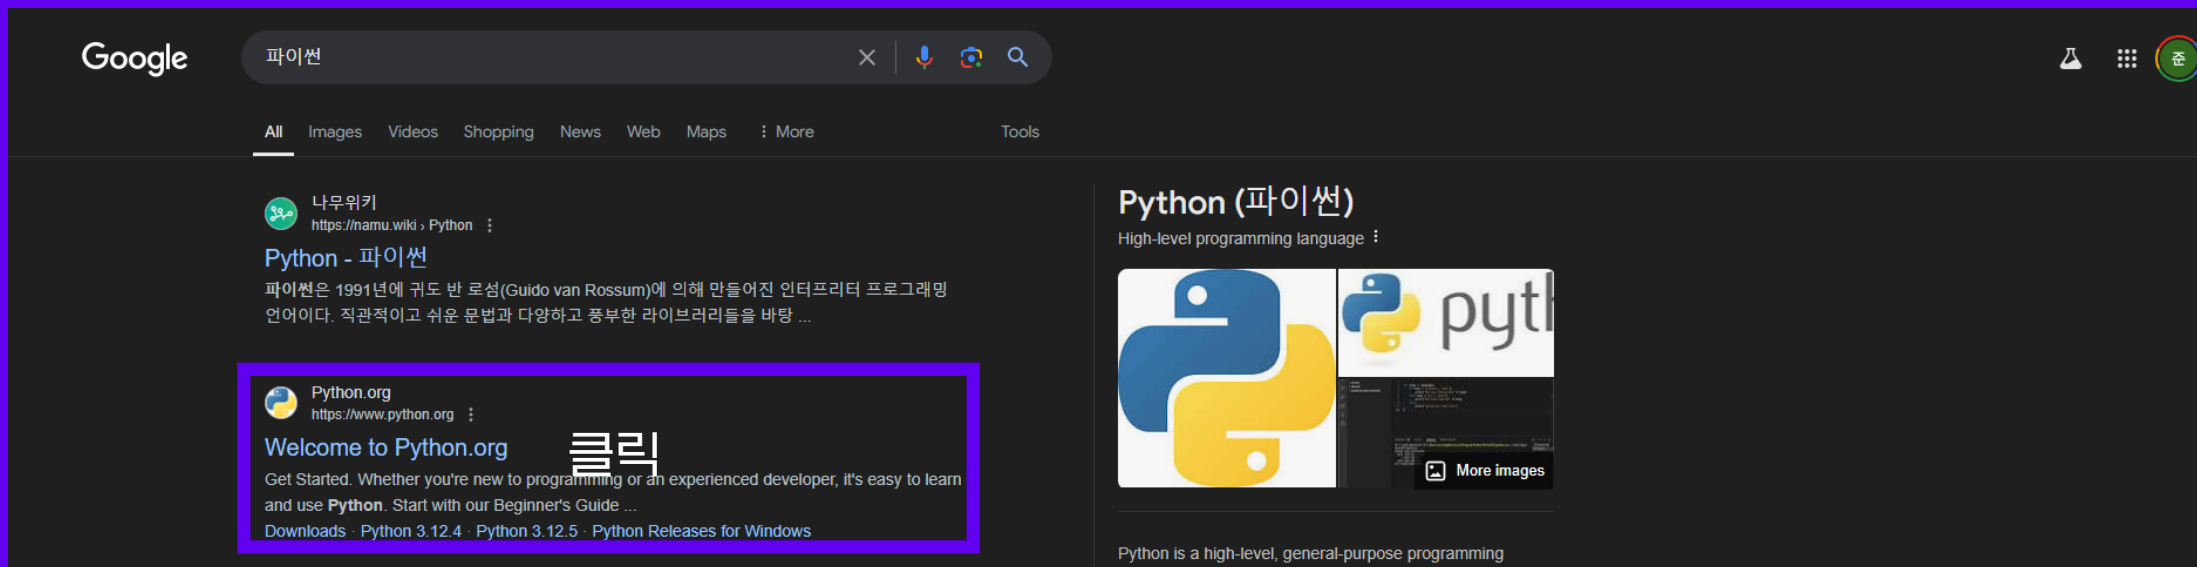 Google
파이썬
준
All Images Videos Shopping News Web Maps ⋮ More Tools
나무위키
https://namu.wiki › Python ⋮
Python - 파이썬
파이썬은 1991년에 귀도 반 로섬(Guido van Rossum)에 의해 만들어진 인터프리터 프로그래밍
언어이다. 직관적이고 쉬운 문법과 다양하고 풍부한 라이브러리들을 바탕 ...
Python.org
https://www.python.org ⋮
Welcome to Python.org
클릭
Get Started. Whether you're new to programming or an experienced developer, it's easy to learn
and use Python. Start with our Beginner's Guide ...
Downloads · Python 3.12.4 · Python 3.12.5 · Python Releases for Windows
Python (파이썬)
High-level programming language ⋮
pyth
More images
Python is a high-level, general-purpose programming